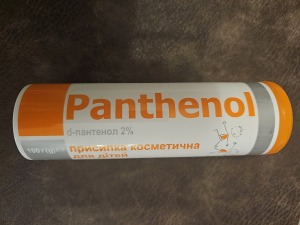 Panthenol
d-пантенол 2%
присипка косметична
для дітей